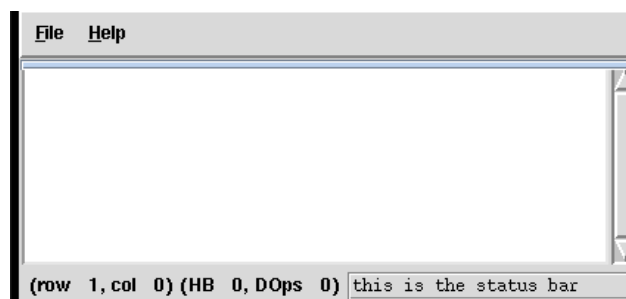 File Help
(row 1, col 0) (HB 0, DOps 0) this is the status bar